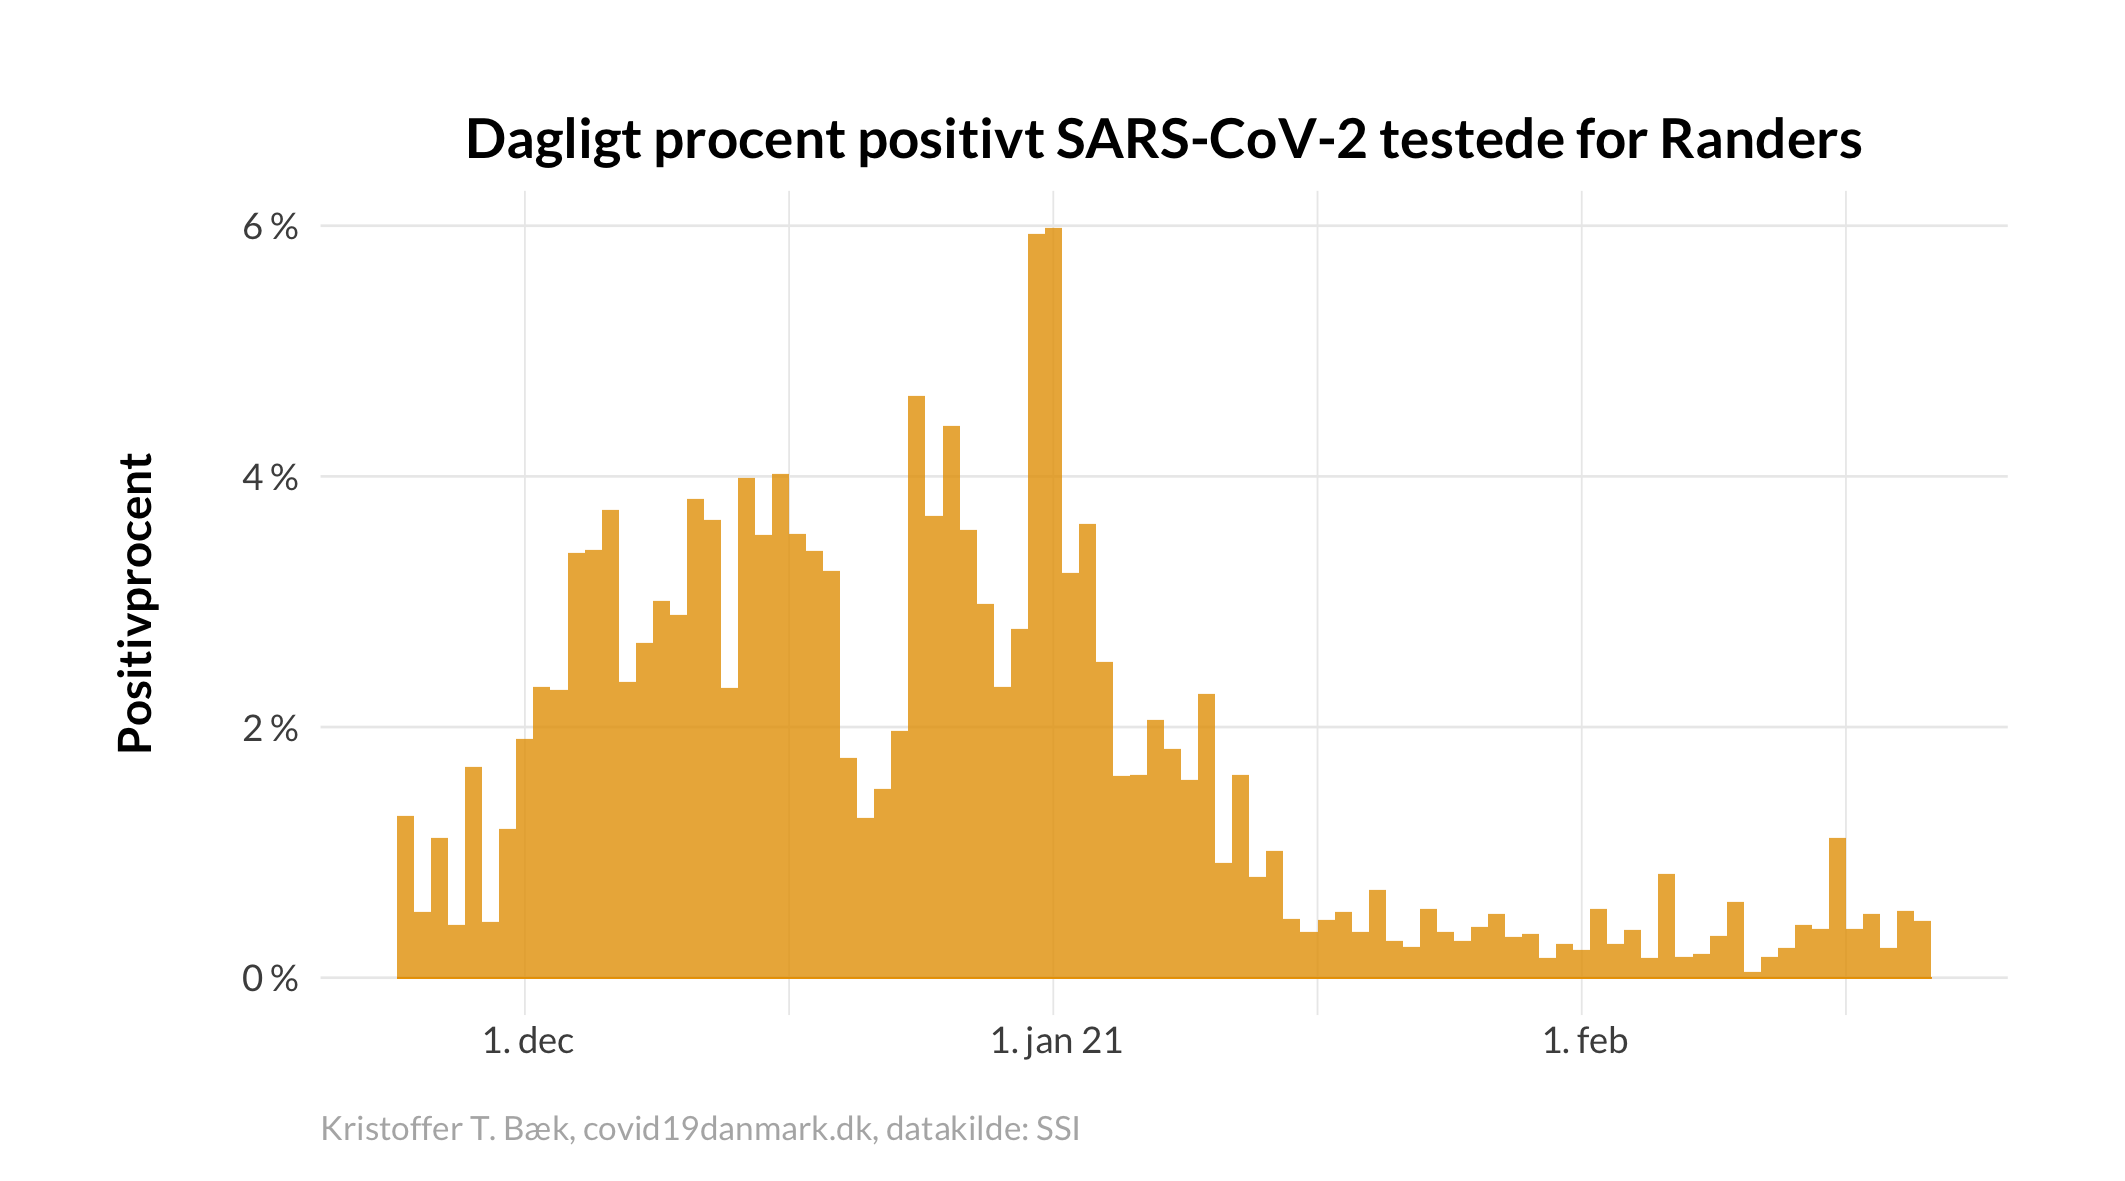 Dagligt procent positivt SARS-CoV-2 testede for Randers
Positivprocent
6 %
4 %
2 %
0 %
1. dec
1. jan 21
1. feb
Kristoffer T. Bæk, covid19danmark.dk, datakilde: SSI